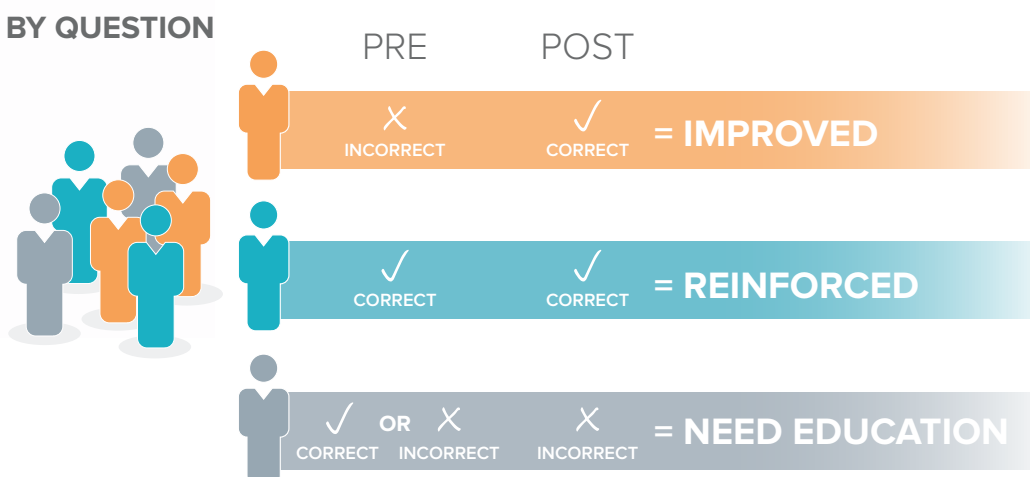 BY QUESTION
PRE POST
INCORRECT CORRECT = IMPROVED
CORRECT CORRECT = REINFORCED
OR
CORRECT INCORRECT INCORRECT = NEED EDUCATION